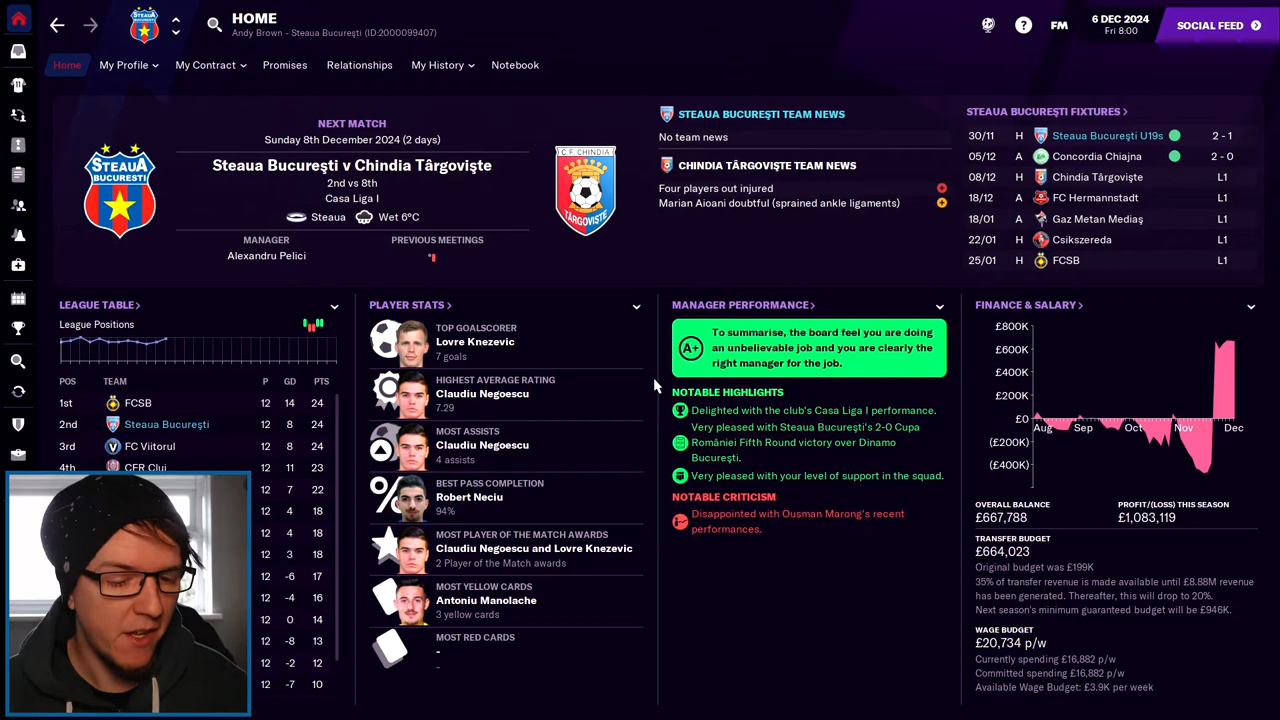 HOME
Andy Brown - Steaua Bucureşti (ID:2000099407)
6 DEC 2024
Fri 8:00
FM
SOCIAL FEED
Home
My Profile
My Contract
Promises
Relationships
My History
Notebook
NEXT MATCH
Sunday 8th December 2024 (2 days)
Steaua Bucureşti v Chindia Târgovişte
2nd vs 8th
Casa Liga I
Steaua Wet 6°C
MANAGER
Alexandru Pelici
PREVIOUS MEETINGS
STEAUA BUCUREŞTI
C.F. CHINDIA
TÂRGOVIŞTE
STEAUA BUCUREŞTI TEAM NEWS
No team news
CHINDIA TÂRGOVIŞTE TEAM NEWS
Four players out injured
Marian Aioani doubtful (sprained ankle ligaments)
STEAUA BUCUREŞTI FIXTURES
30/11 H Steaua Bucureşti U19s 2 - 1
05/12 A Concordia Chiajna 2 - 0
08/12 H Chindia Târgovişte L1
18/12 A FC Hermannstadt L1
18/01 A Gaz Metan Mediaş L1
22/01 H Csikszereda L1
25/01 H FCSB L1
LEAGUE TABLE
League Positions
POS TEAM P GD PTS
1st FCSB 12 14 24
2nd Steaua Bucureşti 12 8 24
3rd FC Viitorul 12 8 24
4th CFR Cluj 12 11 23
12 7 22
12 4 18
12 4 18
12 3 18
12 -6 17
12 -4 16
12 0 14
12 -8 13
12 -2 12
12 -7 10
PLAYER STATS
TOP GOALSCORER
Lovre Knezevic
7 goals
HIGHEST AVERAGE RATING
Claudiu Negoescu
7.29
MOST ASSISTS
Claudiu Negoescu
4 assists
BEST PASS COMPLETION
Robert Neciu
94%
MOST PLAYER OF THE MATCH AWARDS
Claudiu Negoescu and Lovre Knezevic
2 Player of the Match awards
MOST YELLOW CARDS
Antoniu Manolache
3 yellow cards
MOST RED CARDS
-
-
MANAGER PERFORMANCE
A+
To summarise, the board feel you are doing
an unbelievable job and you are clearly the
right manager for the job.
NOTABLE HIGHLIGHTS
Delighted with the club's Casa Liga I performance.
Very pleased with Steaua Bucureşti's 2-0 Cupa
României Fifth Round victory over Dinamo
Bucureşti.
Very pleased with your level of support in the squad.
NOTABLE CRITICISM
Disappointed with Ousman Marong's recent
performances.
FINANCE & SALARY
£800K
£600K
£400K
£200K
£0
(£200K)
(£400K)
Aug Sep Oct Nov Dec
OVERALL BALANCE
£667,788
PROFIT/(LOSS) THIS SEASON
£1,083,119
TRANSFER BUDGET
£664,023
Original budget was £199K
35% of transfer revenue is made available until £8.88M revenue
has been generated. Thereafter, this will drop to 20%.
Next season's minimum guaranteed budget will be £946K.
WAGE BUDGET
£20,734 p/w
Currently spending £16,882 p/w
Committed spending £16,882 p/w
Available Wage Budget: £3.9K per week